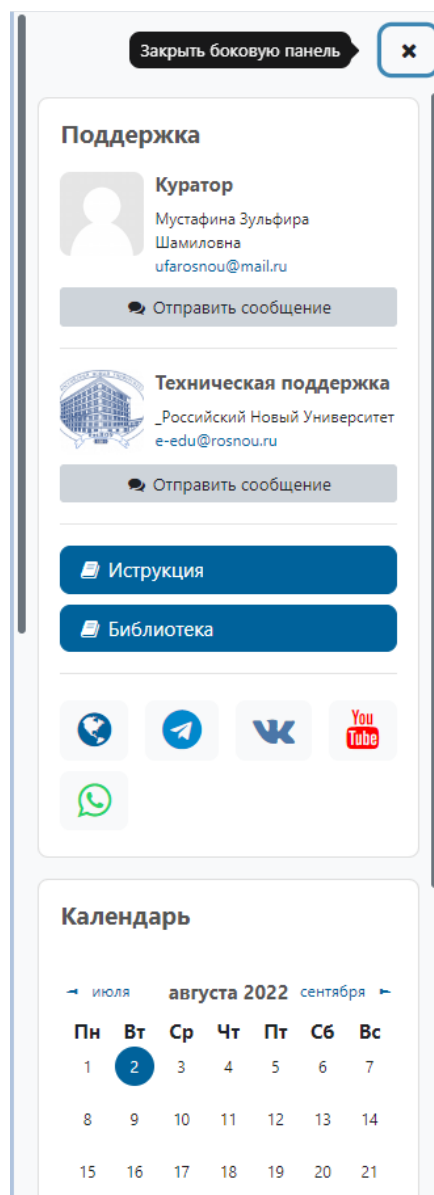 Закрыть боковую панель
Поддержка
Куратор
Мустафина Зульфира
Шамиловна
ufarosnou@mail.ru
Отправить сообщение
Техническая поддержка
_Российский Новый Университет
e-edu@rosnou.ru
Отправить сообщение
Иструкция
Библиотека
You
Tube
Календарь
июля августа 2022 сентября
Пн Вт Ср Чт Пт Сб Вс
1 2 3 4 5 6 7
8 9 10 11 12 13 14
15 16 17 18 19 20 21